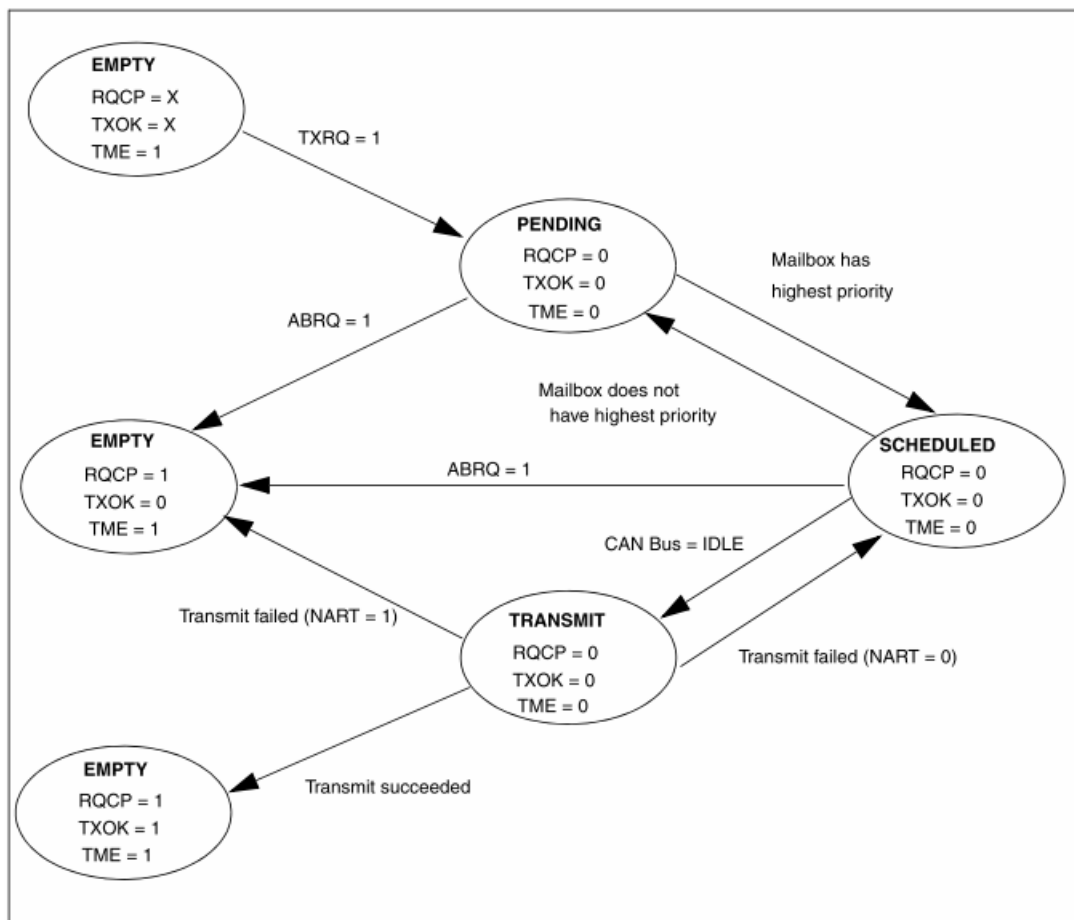 EMPTY
RQCP = X
TXOK = X
TME = 1
TXRQ = 1
PENDING
RQCP = 0
TXOK = 0
TME = 0
Mailbox has
highest priority
ABRQ = 1
Mailbox does not
have highest priority
EMPTY
RQCP = 1
TXOK = 0
TME = 1
ABRQ = 1
SCHEDULED
RQCP = 0
TXOK = 0
TME = 0
CAN Bus = IDLE
Transmit failed (NART = 1)
TRANSMIT
RQCP = 0
TXOK = 0
TME = 0
Transmit failed (NART = 0)
EMPTY
RQCP = 1
TXOK = 1
TME = 1
Transmit succeeded